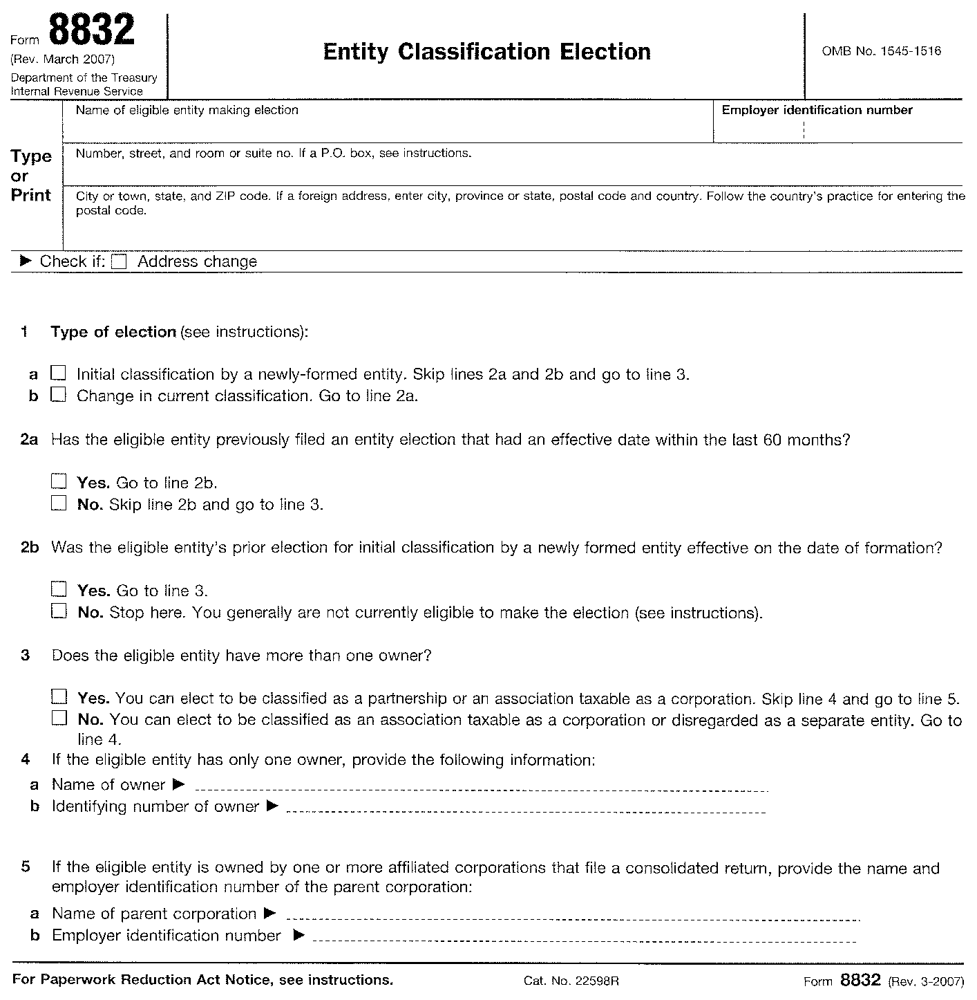 Form 8832
(Rev. March 2007)
Department of the Treasury
Internal Revenue Service
Entity Classification Election
OMB No. 1545-1516
Type
or
Print
Name of eligible entity making election
Employer identification number
Number, street, and room or suite no. If a P.O. box, see instructions.
City or town, state, and ZIP code. If a foreign address, enter city, province or state, postal code and country. Follow the country's practice for entering the
postal code.
► Check if: ☐ Address change
1 Type of election (see instructions):
a ☐ Initial classification by a newly-formed entity. Skip lines 2a and 2b and go to line 3.
b ☐ Change in current classification. Go to line 2a.
2a Has the eligible entity previously filed an entity election that had an effective date within the last 60 months?
☐ Yes. Go to line 2b.
☐ No. Skip line 2b and go to line 3.
2b Was the eligible entity's prior election for initial classification by a newly formed entity effective on the date of formation?
☐ Yes. Go to line 3.
☐ No. Stop here. You generally are not currently eligible to make the election (see instructions).
3 Does the eligible entity have more than one owner?
☐ Yes. You can elect to be classified as a partnership or an association taxable as a corporation. Skip line 4 and go to line 5.
☐ No. You can elect to be classified as an association taxable as a corporation or disregarded as a separate entity. Go to
line 4.
4 If the eligible entity has only one owner, provide the following information:
a Name of owner ►
b Identifying number of owner ►
5 If the eligible entity is owned by one or more affiliated corporations that file a consolidated return, provide the name and
employer identification number of the parent corporation:
a Name of parent corporation ►
b Employer identification number ►
For Paperwork Reduction Act Notice, see instructions.
Cat. No. 22598R
Form 8832 (Rev. 3-2007)